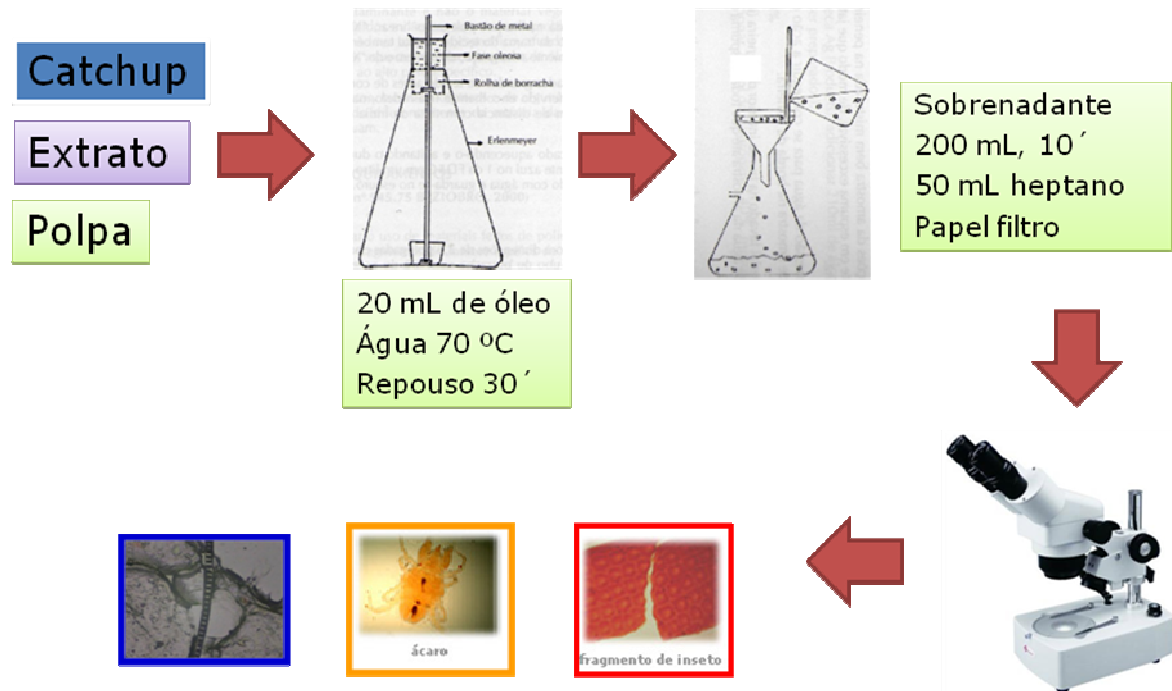 Catchup
Extrato
Polpa
Bastão de metal
Fase oleosa
Rolha de borracha
Erlenmeyer
20 mL de óleo
Água 70 ºC
Repouso 30´
Sobrenadante
200 mL, 10´
50 mL heptano
Papel filtro
ácaro
fragmento de inseto